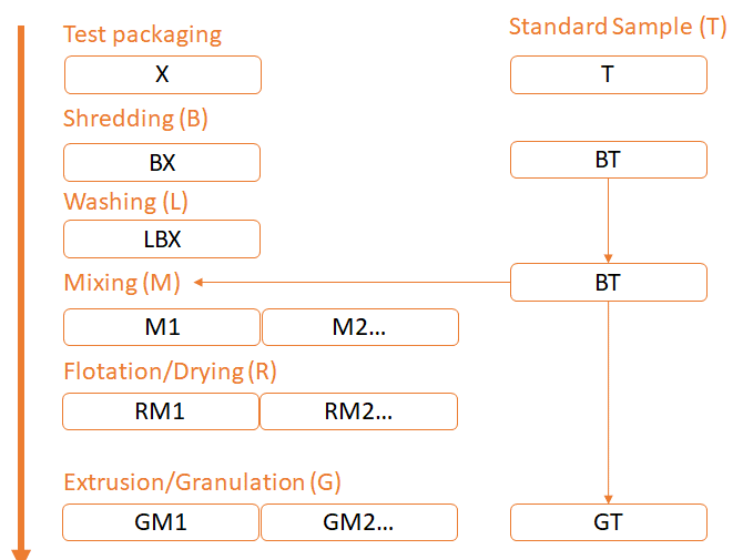 Test packaging
Standard Sample (T)
X
T
Shredding (B)
BX
BT
Washing (L)
LBX
Mixing (M)
BT
M1
M2...
Flotation/Drying (R)
RM1
RM2...
Extrusion/Granulation (G)
GM1
GM2...
GT